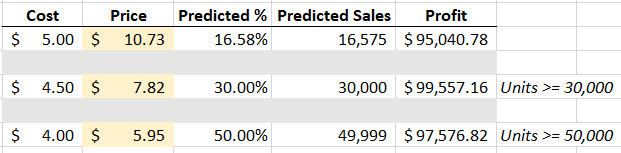 Cost Price Predicted % Predicted Sales Profit
$ 5.00 $ 10.73 16.58% 16,575 $ 95,040.78
$ 4.50 $ 7.82 30.00% 30,000 $ 99,557.16 Units >= 30,000
$ 4.00 $ 5.95 50.00% 49,999 $ 97,576.82 Units >= 50,000